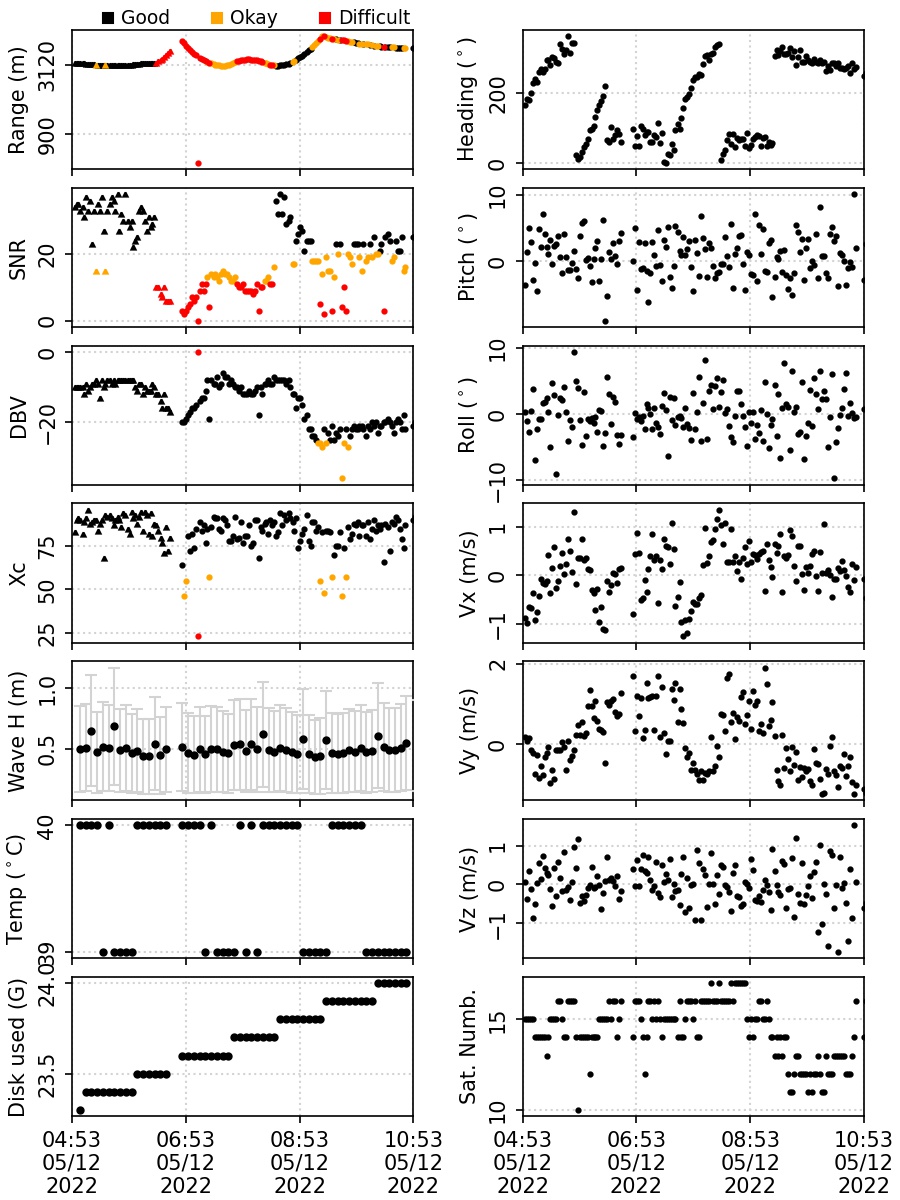 Good Okay Difficult
Range (m)
3120
900
Heading (°)
200
0
SNR
20
0
Pitch (°)
10
0
DBV
0
−20
Roll (°)
10
0
−10
Xc
75
50
25
Vx (m/s)
1
0
−1
Wave H (m)
1.0
0.5
Vy (m/s)
2
0
Temp (°C)
40
39
Vz (m/s)
1
0
−1
Disk used (G)
24.0
23.5
Sat. Numb.
15
10
04:53 06:53 08:53 10:53 04:53 06:53 08:53 10:53
05/12 05/12 05/12 05/12 05/12 05/12 05/12 05/12
2022 2022 2022 2022 2022 2022 2022 2022